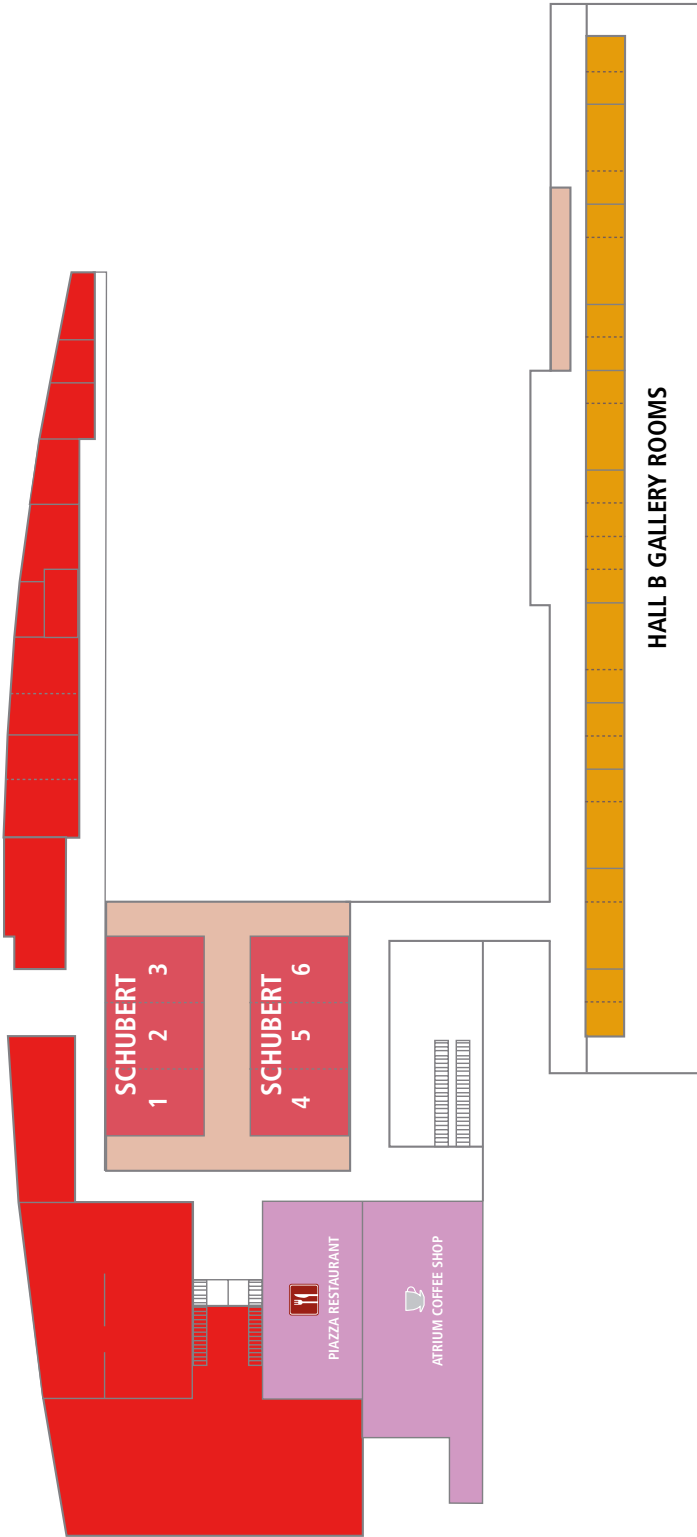 SCHUBERT
1 2 3
SCHUBERT
4 5 6
PIAZZA RESTAURANT
ATRIUM COFFEE SHOP
HALL B GALLERY ROOMS